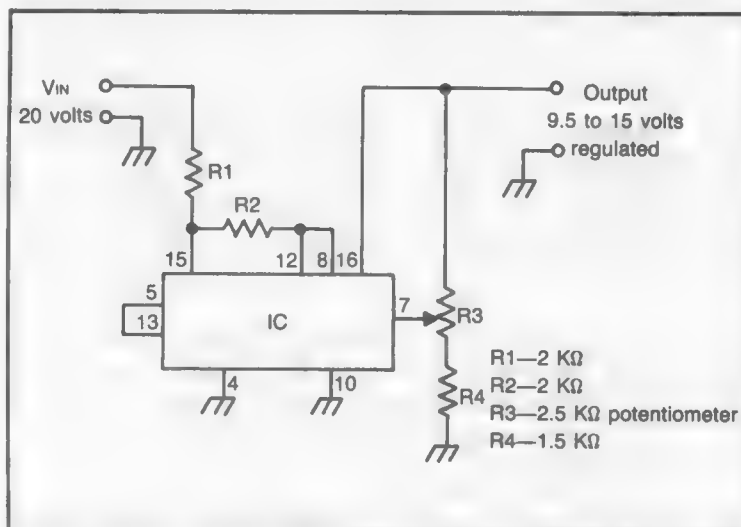 VIN
20 volts
R1
R2
Output
9.5 to 15 volts
regulated
15
12
8
16
5
13
IC
7
R3
4
10
R4
R1—2 KΩ
R2—2 KΩ
R3—2.5 KΩ potentiometer
R4—1.5 KΩ